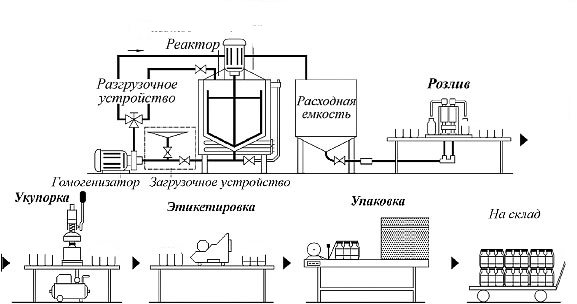 Реактор
Разгрузочное
устройство
Расходная
емкость
Розлив
Гомогенизатор
Загрузочное устройство
Укупорка
Этикетировка
Упаковка
На склад